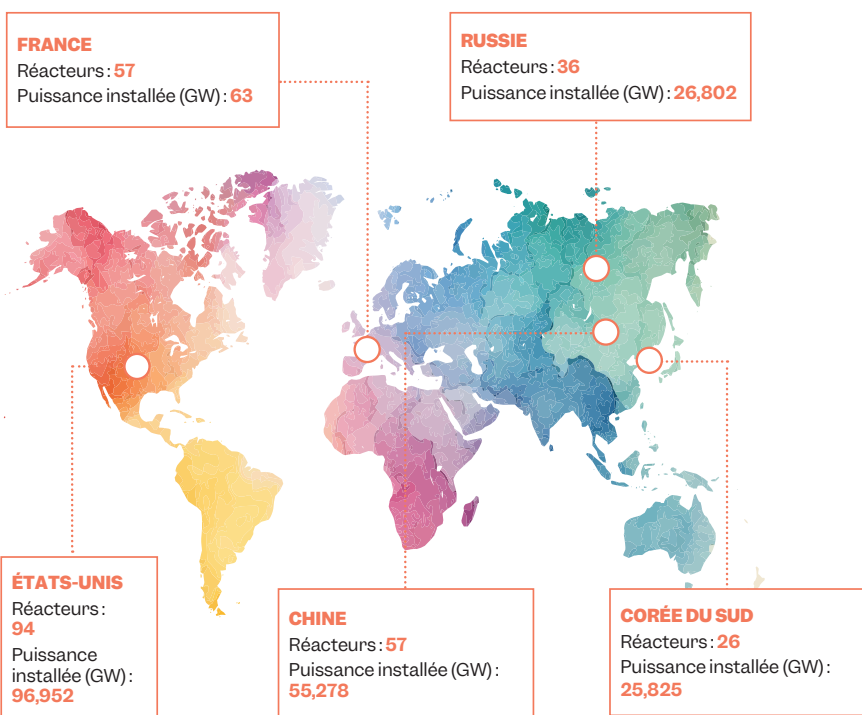 FRANCE
Réacteurs : 57
Puissance installée (GW) : 63
RUSSIE
Réacteurs : 36
Puissance installée (GW) : 26,802
ÉTATS-UNIS
Réacteurs :
94
Puissance
installée (GW) :
96,952
CHINE
Réacteurs : 57
Puissance installée (GW) :
55,278
CORÉE DU SUD
Réacteurs : 26
Puissance installée (GW) :
25,825